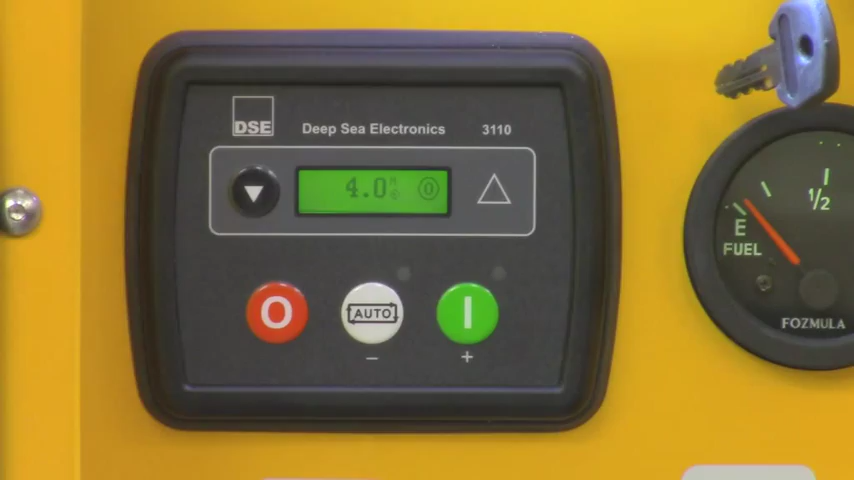 DSE
Deep Sea Electronics 3110
4.0
O AUTO I
− +
1/2
E
FUEL
FOZMULA